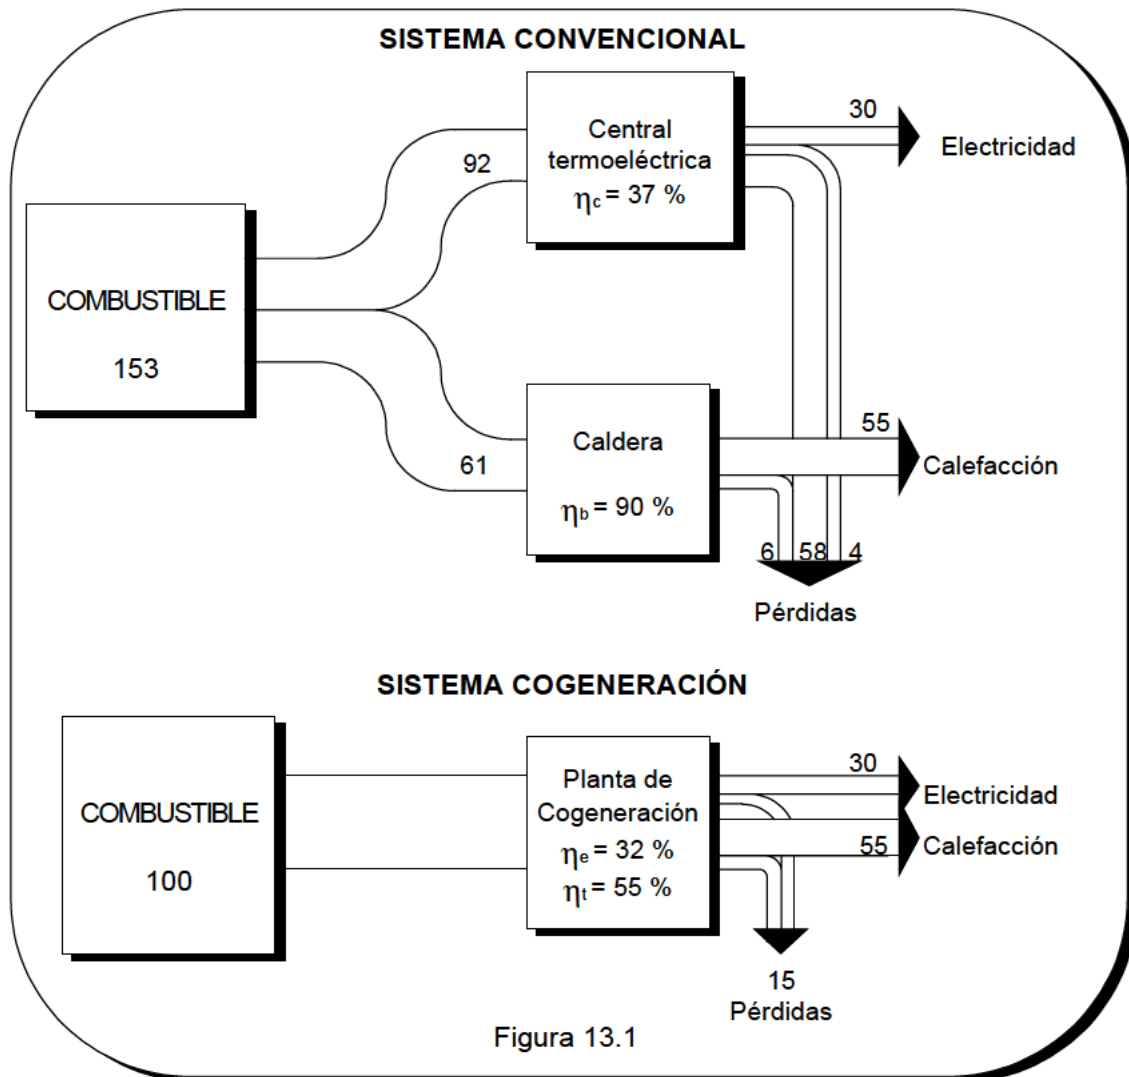 SISTEMA CONVENCIONAL
COMBUSTIBLE
153
92
Central
termoeléctrica
ηc = 37 %
30
Electricidad
61
Caldera
ηb = 90 %
55
Calefacción
6
58
4
Pérdidas
SISTEMA COGENERACIÓN
COMBUSTIBLE
100
Planta de
Cogeneración
ηe = 32 %
ηt = 55 %
30
Electricidad
55
Calefacción
15
Pérdidas
Figura 13.1